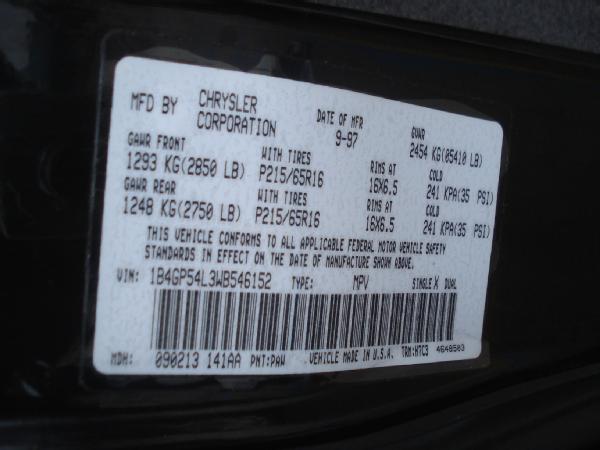 MFD BY CHRYSLER CORPORATION DATE OF MFR 9-97 GVWR 2454 KG(05410 LB)
GAWR FRONT WITH TIRES RIMS AT COLD
1293 KG(2850 LB) P215/65R16 16X6.5 241 KPA(35 PSI)
GAWR REAR WITH TIRES RIMS AT COLD
1248 KG(2750 LB) P215/65R16 16X6.5 241 KPA(35 PSI)
THIS VEHICLE CONFORMS TO ALL APPLICABLE FEDERAL MOTOR VEHICLE SAFETY
STANDARDS IN EFFECT ON THE DATE OF MANUFACTURE SHOWN ABOVE.
VIN: 1B4GP54L3WB546152 TYPE: MPV SINGLE X DUAL
MDH: 090213 141AA PNT:PAW VEHICLE MADE IN U.S.A. TRM:HTC3 4648503